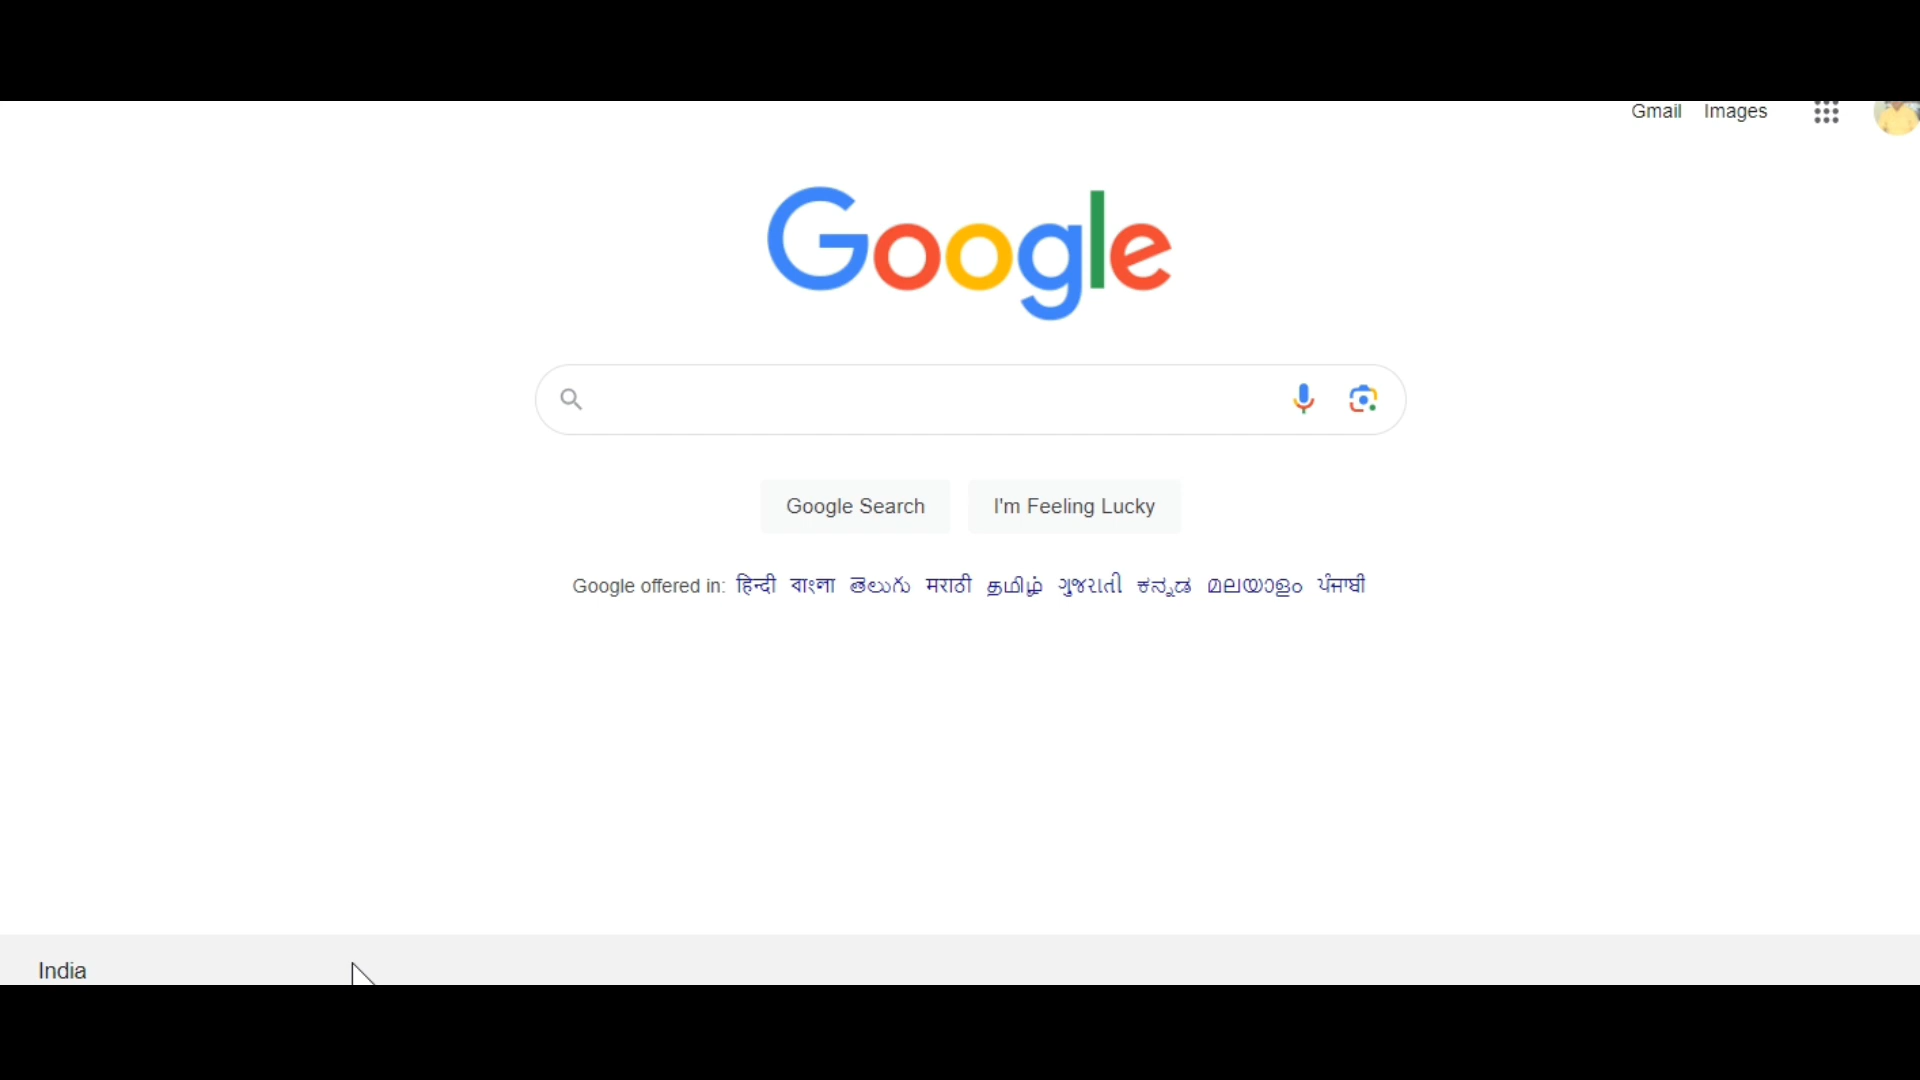 Gmail Images
Google
Google Search I'm Feeling Lucky
Google offered in: हिन्दी বাংলা తెలుగు मराठी தமிழ் ગુજરાતી ಕನ್ನಡ മലയാളം ਪੰਜਾਬੀ
India